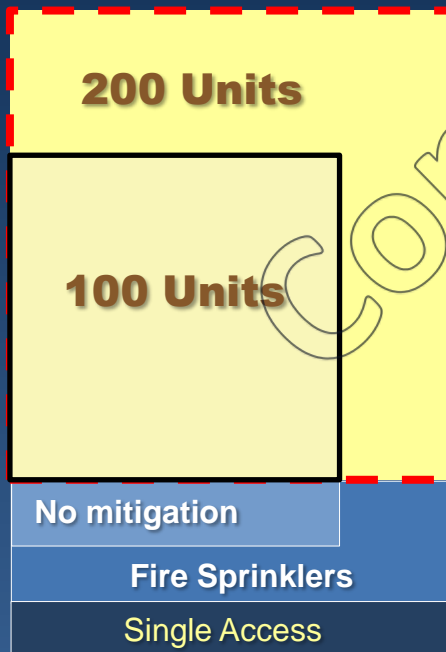 200 Units
100 Units
No mitigation
Fire Sprinklers
Single Access